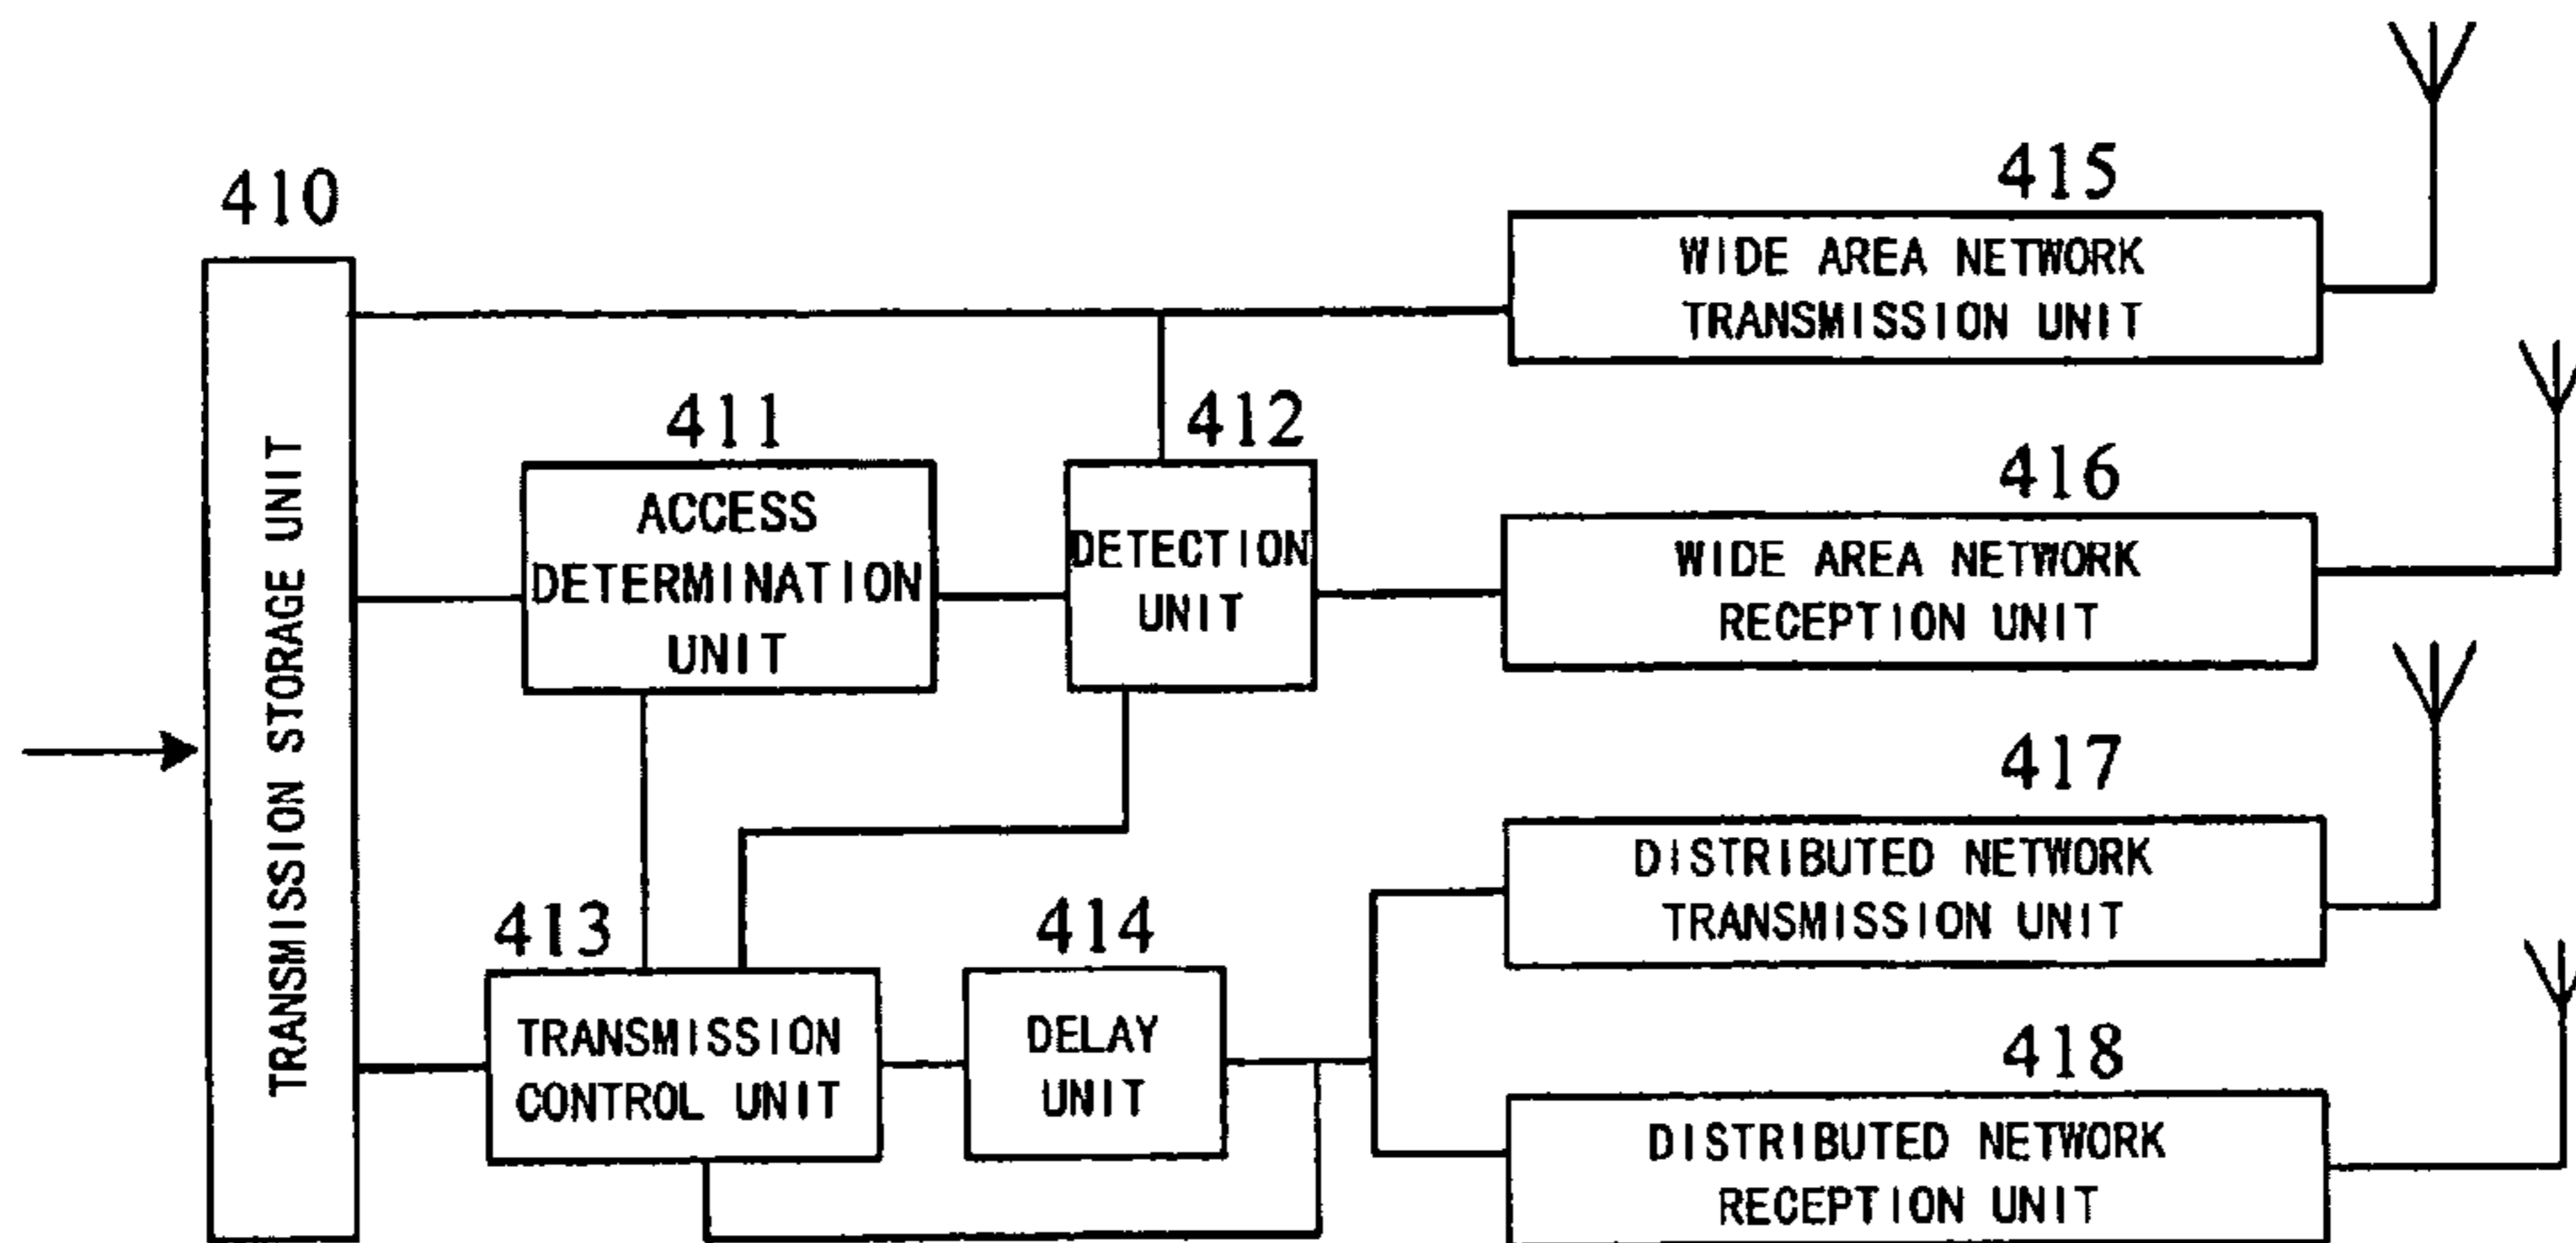 410
TRANSMISSION STORAGE UNIT
415
WIDE AREA NETWORK
TRANSMISSION UNIT
411
ACCESS
DETERMINATION
UNIT
412
DETECTION
UNIT
416
WIDE AREA NETWORK
RECEPTION UNIT
413
TRANSMISSION
CONTROL UNIT
414
DELAY
UNIT
417
DISTRIBUTED NETWORK
TRANSMISSION UNIT
418
DISTRIBUTED NETWORK
RECEPTION UNIT